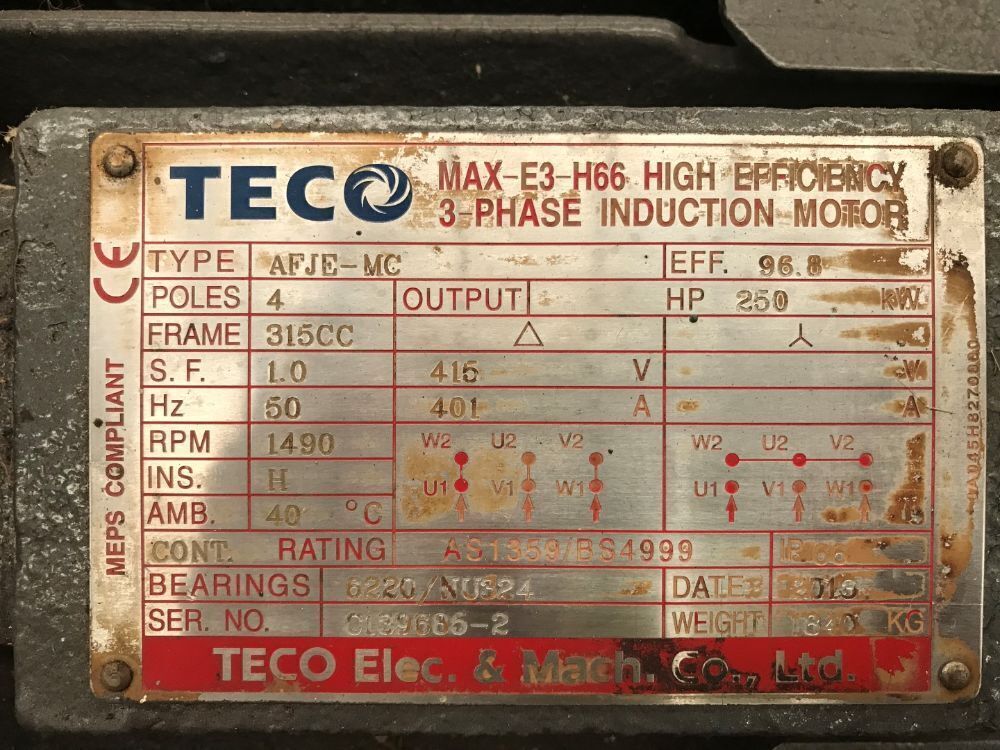 TECO MAX-E3-H66 HIGH EFFICIENCY
3-PHASE INDUCTION MOTOR
CE
MEPS COMPLIANT
TYPE AFJE-MC EFF. 96.8
POLES 4 OUTPUT HP 250 KW
FRAME 315CC △ Y
S. F. 1.0 415 V V
Hz 50 401 A A
RPM 1490 W2 U2 V2 W2 U2 V2
INS. H U1 V1 W1 U1 V1 W1
AMB. 40 °C
CONT. RATING AS1359/BS4999 IP66
BEARINGS 6220/NU324 DATE
SER. NO. C139686-2 WEIGHT KG
TECO Elec. & Mach. Co., Ltd.